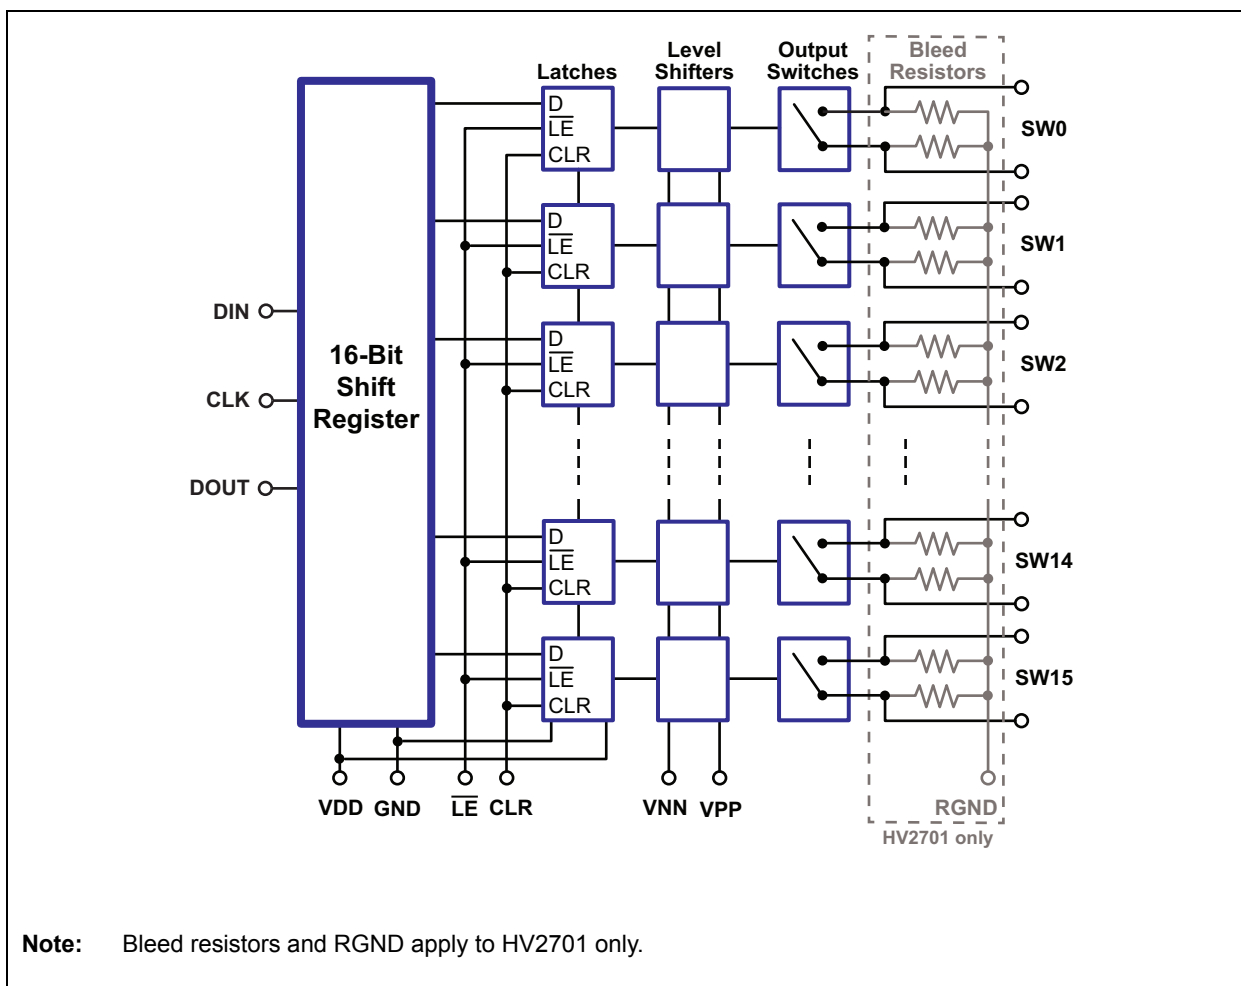 Latches
Level
Shifters
Output
Switches
Bleed
Resistors
D
LE
CLR
SW0
D
LE
CLR
SW1
DIN
CLK
DOUT
16-Bit
Shift
Register
D
LE
CLR
SW2
D
LE
CLR
SW14
D
LE
CLR
SW15
VDD
GND
LE
CLR
VNN
VPP
RGND
HV2701 only
Note: Bleed resistors and RGND apply to HV2701 only.